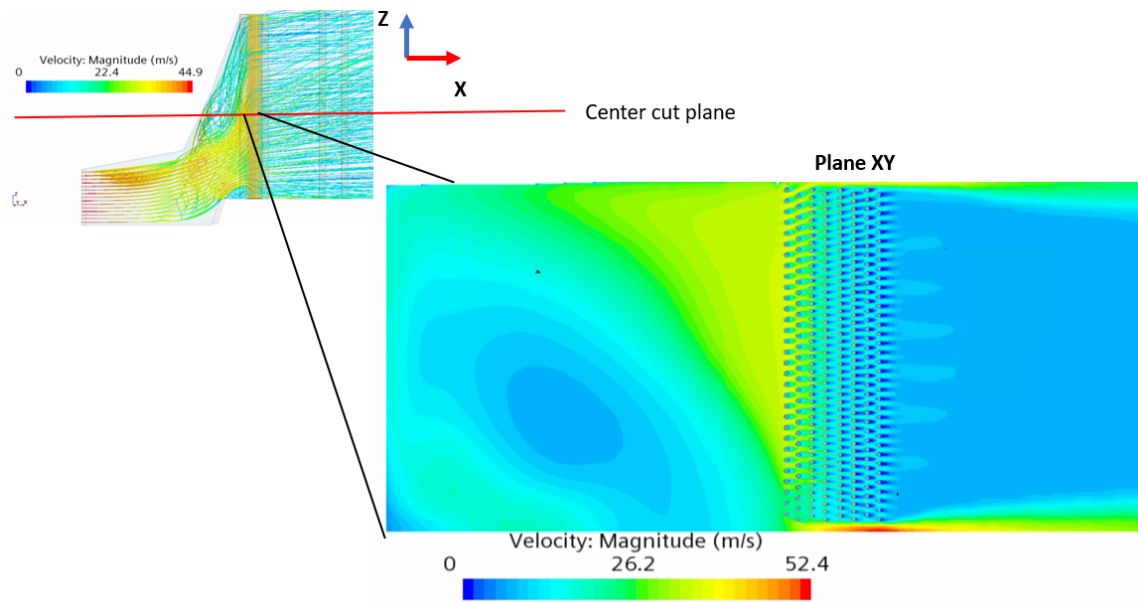 Z
Velocity: Magnitude (m/s)
0 22.4 44.9
X
Center cut plane
Plane XY
Velocity: Magnitude (m/s)
0 26.2 52.4